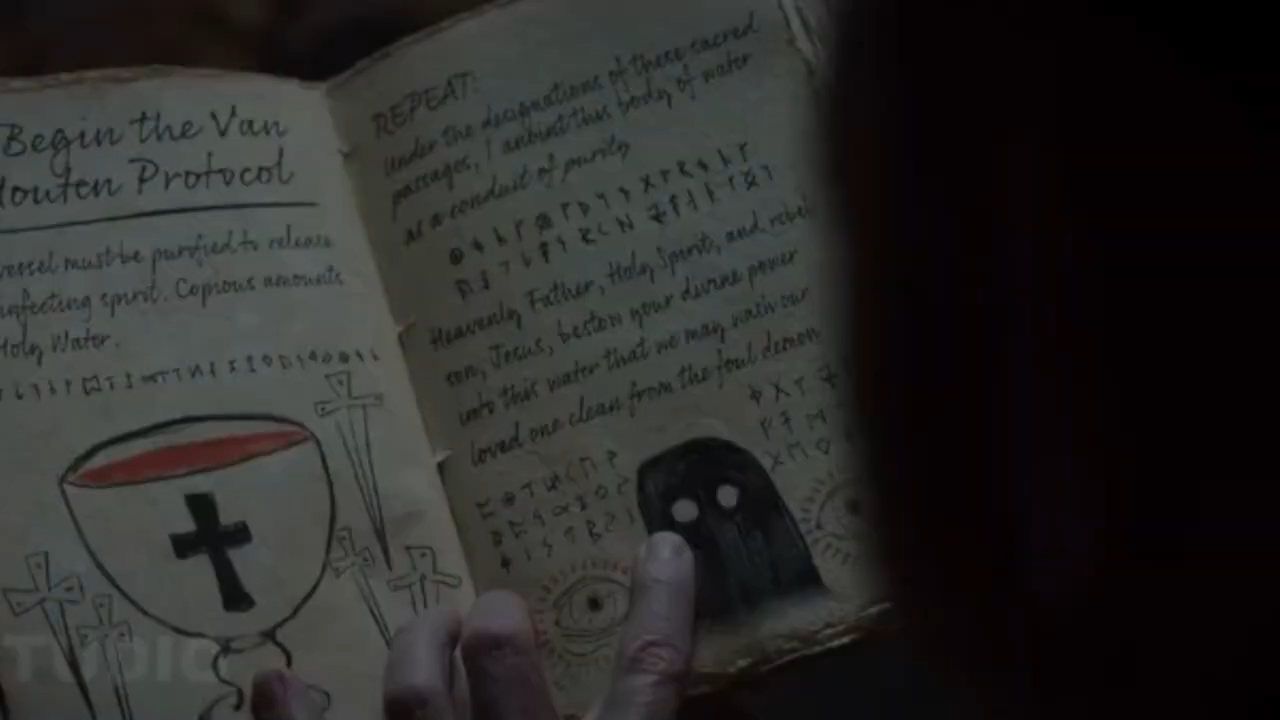 Begin the Van
Houten Protocol
vessel must be purified to release
infecting spirit. Copious amounts
Holy Water.
REPEAT:
Under the designations of these sacred
passages, I anoint this body of water
as a conduit of purity
Heavenly Father, Holy Spirit, and rebel
son, Jesus, bestow your divine power
unto this water that we may wash our
loved one clean from the foul demon
TUDIO